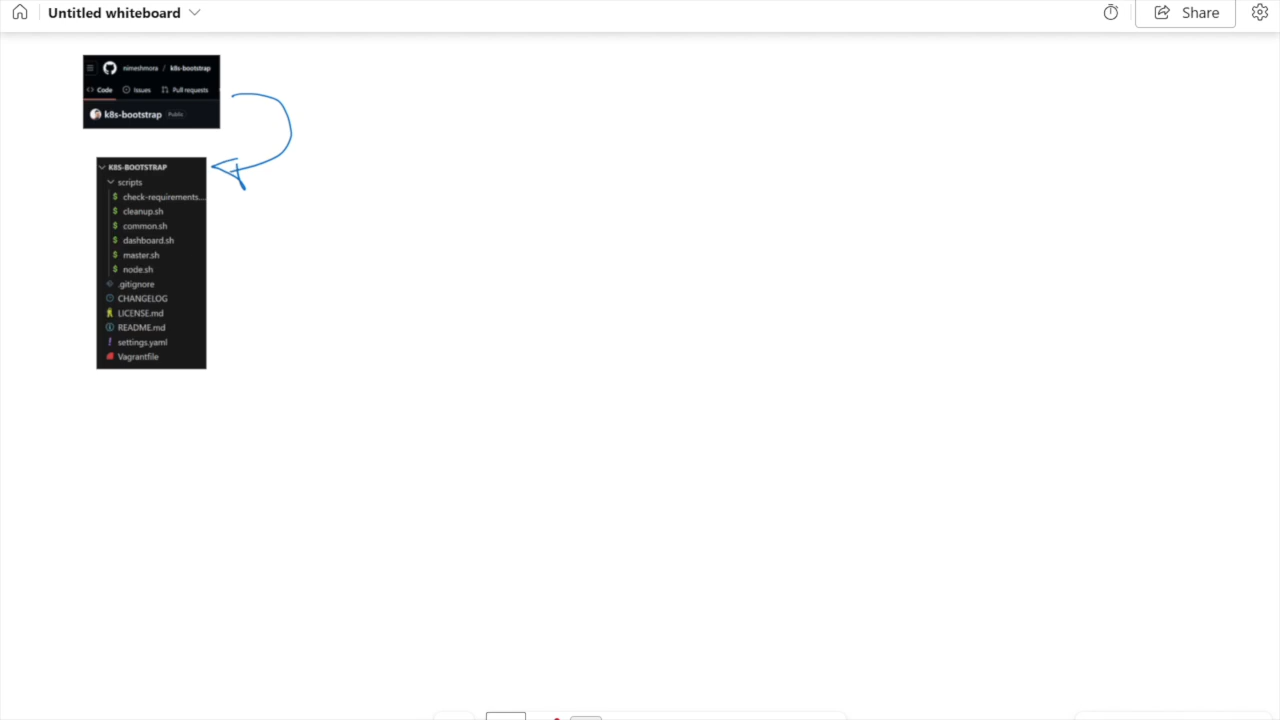 Untitled whiteboard
Share
nimeshmora / k8s-bootstrap
Code Issues Pull requests
k8s-bootstrap Public
K8S-BOOTSTRAP
scripts
check-requirements....
cleanup.sh
common.sh
dashboard.sh
master.sh
node.sh
.gitignore
CHANGELOG
LICENSE.md
README.md
settings.yaml
Vagrantfile